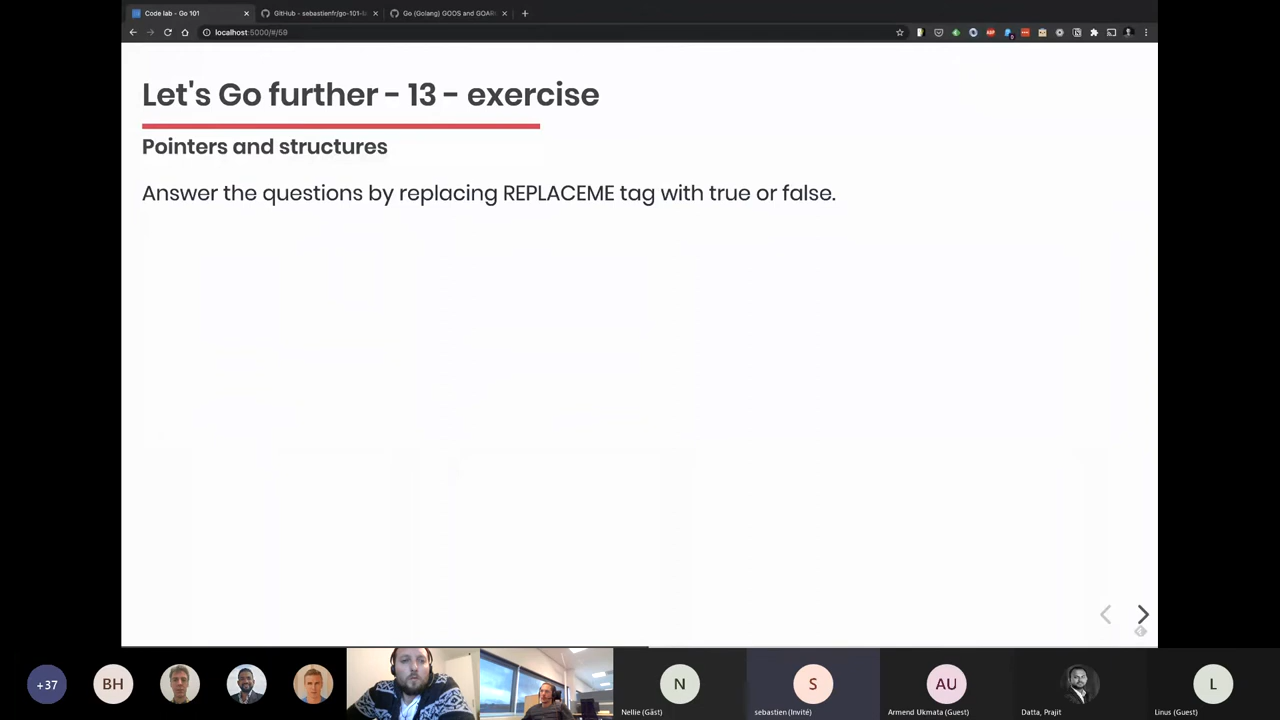 Code lab - Go 101
GitHub - sebastienfr/go-101-l
Go (Golang) GOOS and GOAR
localhost:5000/#/59
ABP
Let's Go further - 13 - exercise
Pointers and structures
Answer the questions by replacing REPLACEME tag with true or false.
+37
BH
N
S
AU
L
Nellie (Gäst)
sebastien (Invité)
Armend Ukmata (Guest)
Datta, Prajit
Linus (Guest)